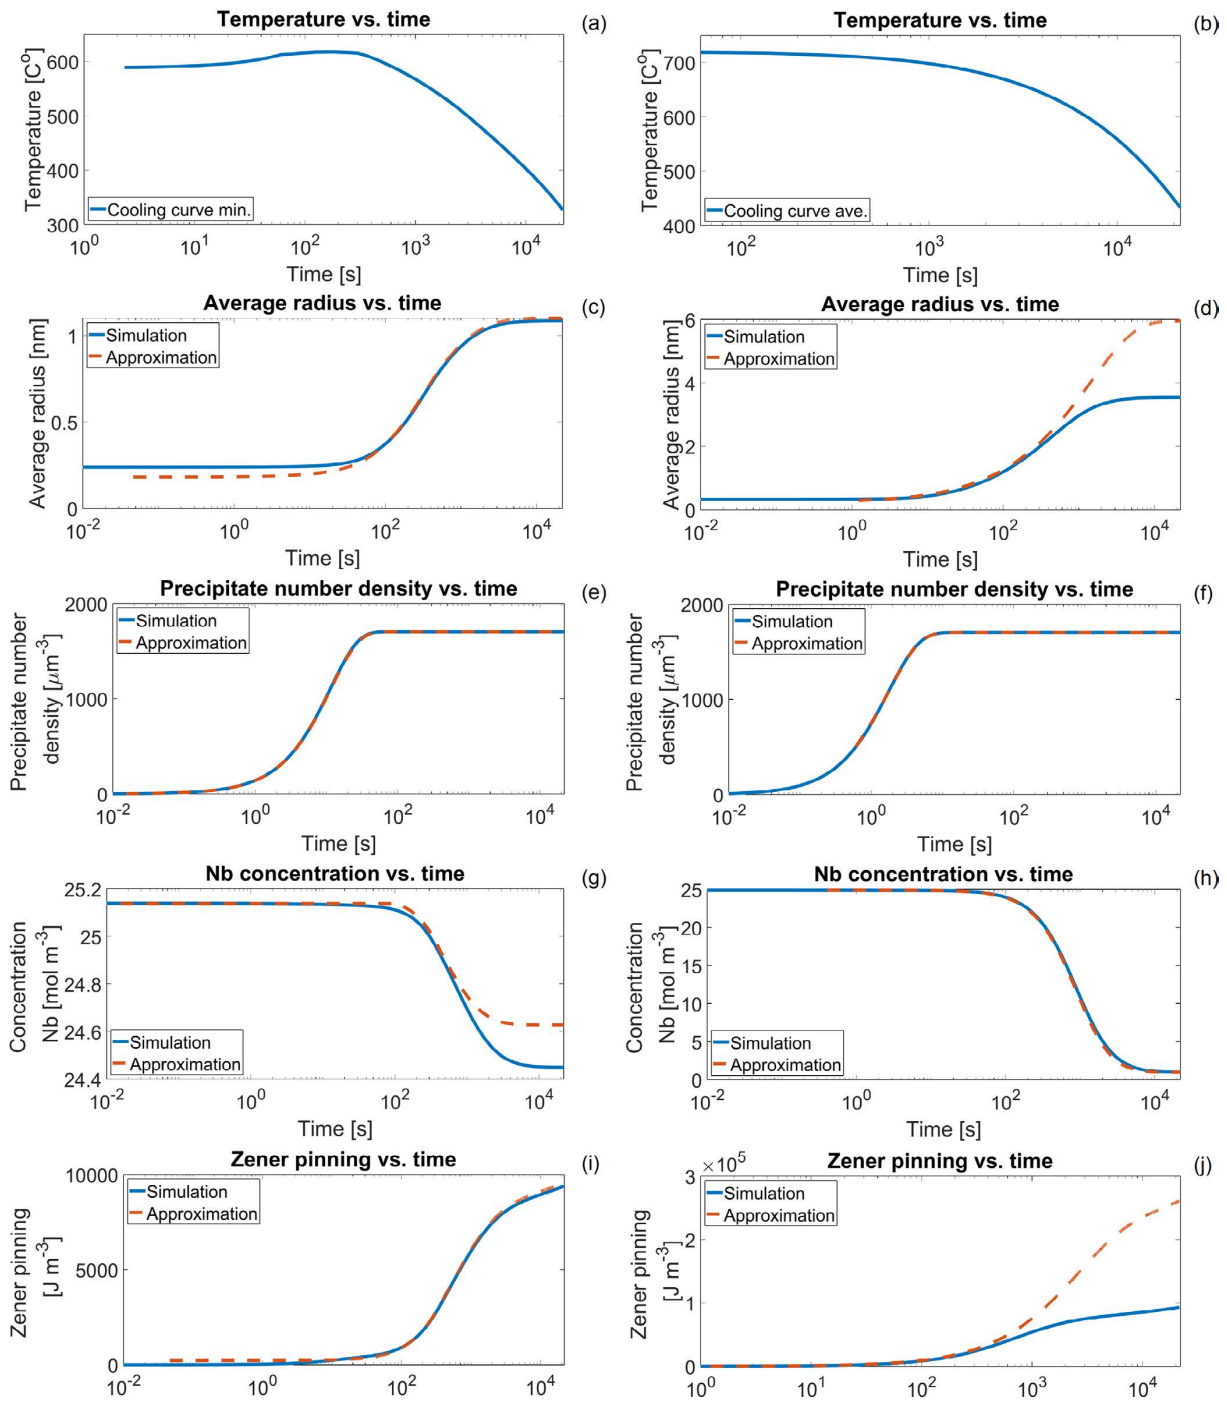 Temperature vs. time
(a)
Temperature [C°]
600
500
400
300
Cooling curve min.
10^0
10^1
10^2
10^3
10^4
Time [s]
Temperature vs. time
(b)
Temperature [C°]
700
600
500
400
Cooling curve ave.
10^2
10^3
10^4
Time [s]
Average radius vs. time
(c)
Average radius [nm]
1
0.5
0
Simulation
Approximation
10^-2
10^0
10^2
10^4
Time [s]
Average radius vs. time
(d)
Average radius [nm]
6
4
2
0
Simulation
Approximation
10^-2
10^0
10^2
10^4
Time [s]
Precipitate number density vs. time
(e)
Precipitate number
density [μm^-3]
2000
1000
0
Simulation
Approximation
10^-2
10^0
10^2
10^4
Time [s]
Precipitate number density vs. time
(f)
Precipitate number
density [μm^-3]
2000
1000
0
Simulation
Approximation
10^-2
10^0
10^2
10^4
Time [s]
Nb concentration vs. time
(g)
Concentration
Nb [mol m^-3]
25.2
25
24.8
24.6
24.4
Simulation
Approximation
10^-2
10^0
10^2
10^4
Time [s]
Nb concentration vs. time
(h)
Concentration
Nb [mol m^-3]
25
20
15
10
5
0
Simulation
Approximation
10^-2
10^0
10^2
10^4
Time [s]
Zener pinning vs. time
(i)
Zener pinning
[J m^-3]
10000
5000
0
Simulation
Approximation
10^-2
10^0
10^2
10^4
Time [s]
Zener pinning vs. time
(j)
Zener pinning
[J m^-3]
×10^5
3
2
1
0
Simulation
Approximation
10^0
10^1
10^2
10^3
10^4
Time [s]